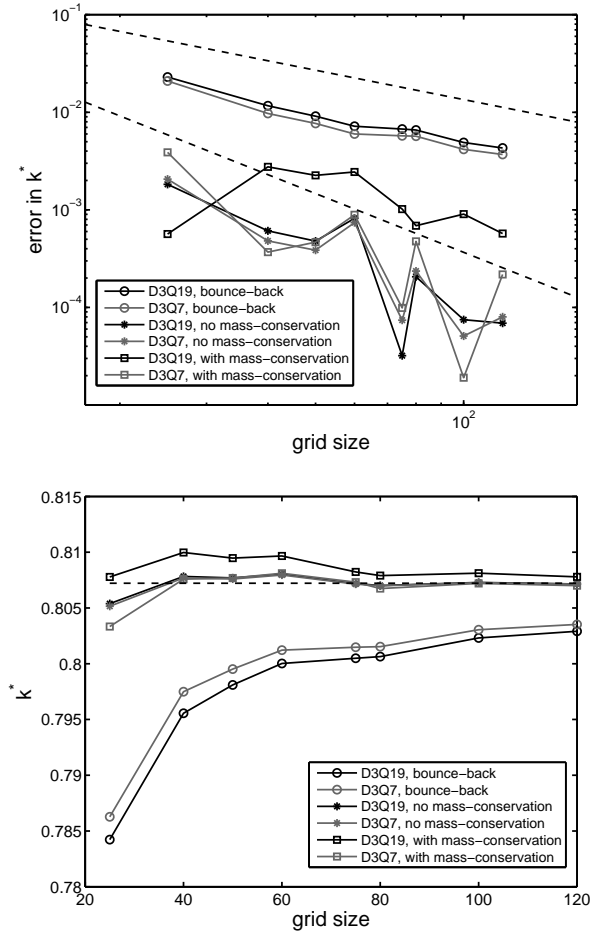 10⁻¹
10⁻²
10⁻³
10⁻⁴
error in k*
D3Q19, bounce−back
D3Q7, bounce−back
D3Q19, no mass−conservation
D3Q7, no mass−conservation
D3Q19, with mass−conservation
D3Q7, with mass−conservation
10²
grid size
0.815
0.81
0.805
0.8
0.795
0.79
0.785
0.78
k*
D3Q19, bounce−back
D3Q7, bounce−back
D3Q19, no mass−conservation
D3Q7, no mass−conservation
D3Q19, with mass−conservation
D3Q7, with mass−conservation
20 40 60 80 100 120
grid size